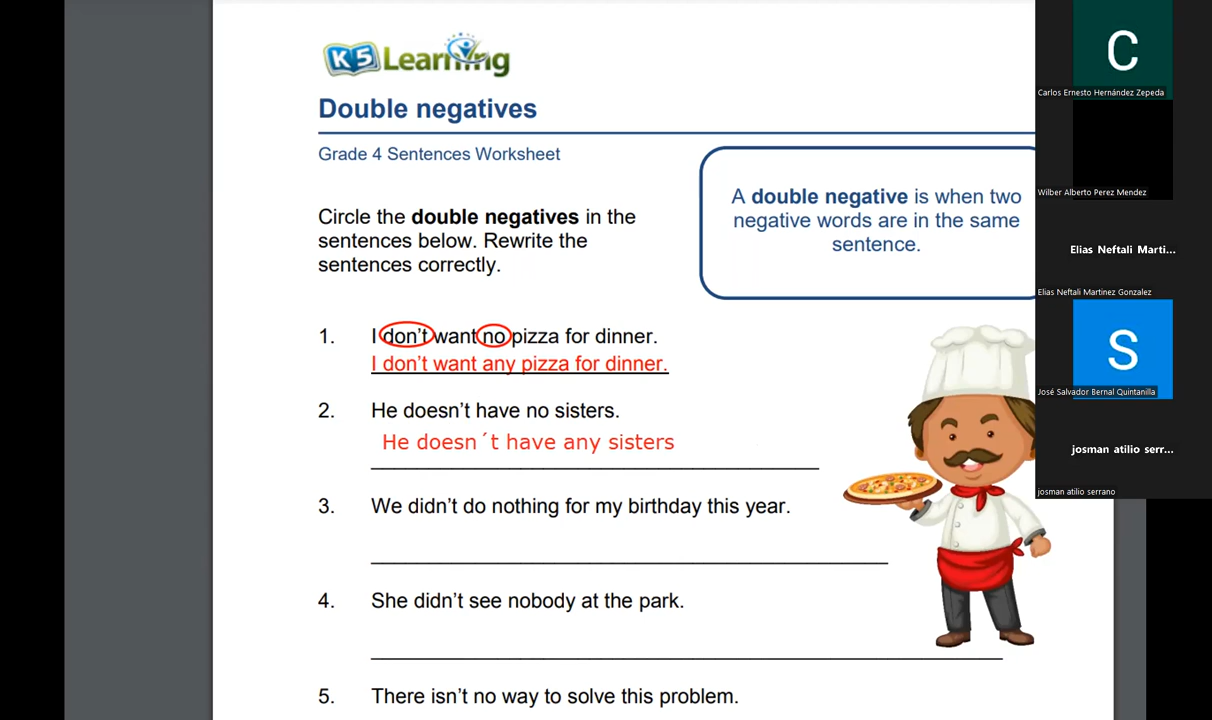 K5 Learning
Double negatives
Grade 4 Sentences Worksheet
Circle the double negatives in the
sentences below. Rewrite the
sentences correctly.
A double negative is when two
negative words are in the same
sentence.
1. I don't want no pizza for dinner.
I don't want any pizza for dinner.
2. He doesn't have no sisters.
He doesn´t have any sisters
3. We didn't do nothing for my birthday this year.
4. She didn't see nobody at the park.
5. There isn't no way to solve this problem.
C
Carlos Ernesto Hernández Zepeda
Wilber Alberto Perez Mendez
Elias Neftali Marti...
Elias Neftali Martinez Gonzalez
S
José Salvador Bernal Quintanilla
josman atilio serr...
josman atilio serrano